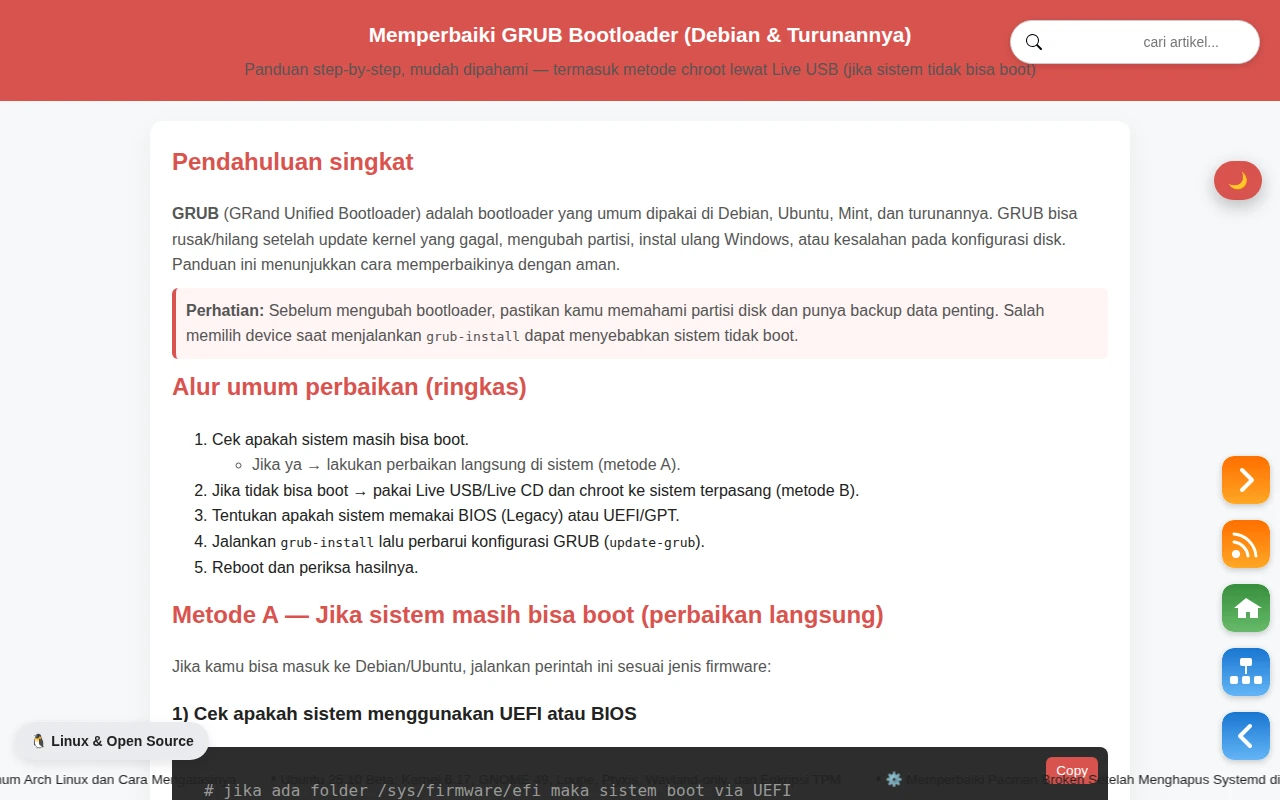 Memperbaiki GRUB Bootloader (Debian & Turunannya)
cari artikel...
Panduan step-by-step, mudah dipahami — termasuk metode chroot lewat Live USB (jika sistem tidak bisa boot)
Pendahuluan singkat
GRUB (GRand Unified Bootloader) adalah bootloader yang umum dipakai di Debian, Ubuntu, Mint, dan turunannya. GRUB bisa
rusak/hilang setelah update kernel yang gagal, mengubah partisi, instal ulang Windows, atau kesalahan pada konfigurasi disk.
Panduan ini menunjukkan cara memperbaikinya dengan aman.
Perhatian: Sebelum mengubah bootloader, pastikan kamu memahami partisi disk dan punya backup data penting. Salah
memilih device saat menjalankan grub-install dapat menyebabkan sistem tidak boot.
Alur umum perbaikan (ringkas)
1. Cek apakah sistem masih bisa boot.
◦ Jika ya → lakukan perbaikan langsung di sistem (metode A).
2. Jika tidak bisa boot → pakai Live USB/Live CD dan chroot ke sistem terpasang (metode B).
3. Tentukan apakah sistem memakai BIOS (Legacy) atau UEFI/GPT.
4. Jalankan grub-install lalu perbarui konfigurasi GRUB (update-grub).
5. Reboot dan periksa hasilnya.
Metode A — Jika sistem masih bisa boot (perbaikan langsung)
Jika kamu bisa masuk ke Debian/Ubuntu, jalankan perintah ini sesuai jenis firmware:
1) Cek apakah sistem menggunakan UEFI atau BIOS
🐧 Linux & Open Source
Copy
num Arch Linux dan Cara Mengatasinya • Ubuntu 25.10 Beta: Kernel 6.17, GNOME 49, Loupe, Ptyxis, Wayland-only, dan Enkripsi TPM • ⚙️ Memperbaiki Pacman Broken Setelah Menghapus Systemd di
# jika ada folder /sys/firmware/efi maka sistem boot via UEFI